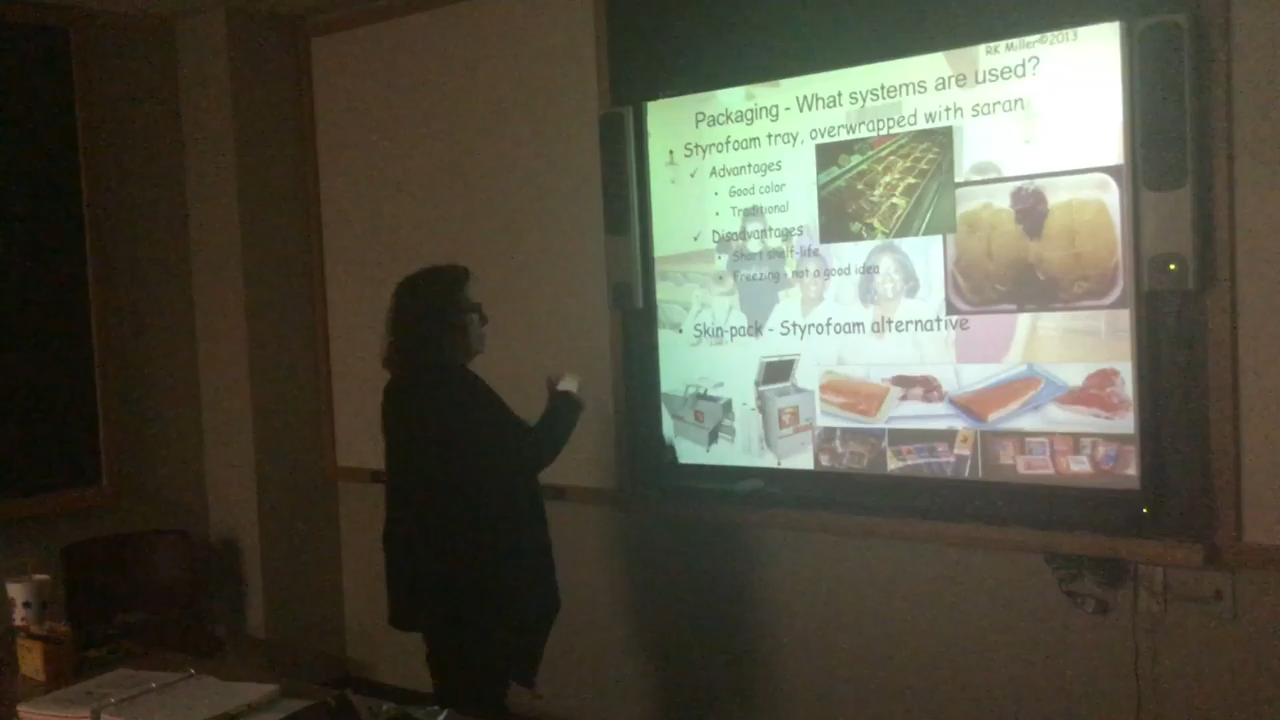 RK Miller©2013
Packaging - What systems are used?
Styrofoam tray, overwrapped with saran
✓ Advantages
• Good color
• Traditional
✓ Disadvantages
• Short shelf-life
• Freezing - not a good idea
• Skin-pack - Styrofoam alternative